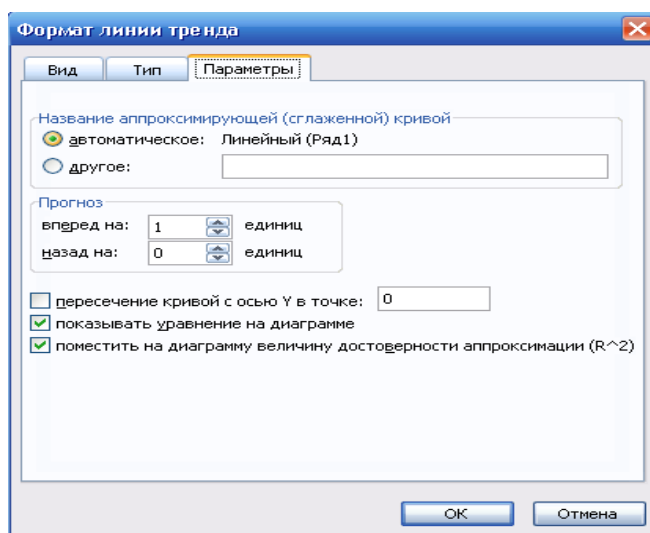 Формат линии тренда
Вид Тип Параметры
Название аппроксимирующей (сглаженной) кривой
автоматическое: Линейный (Ряд1)
другое:
Прогноз
вперед на: 1 единиц
назад на: 0 единиц
пересечение кривой с осью Y в точке: 0
показывать уравнение на диаграмме
поместить на диаграмму величину достоверности аппроксимации (R^2)
ОК Отмена